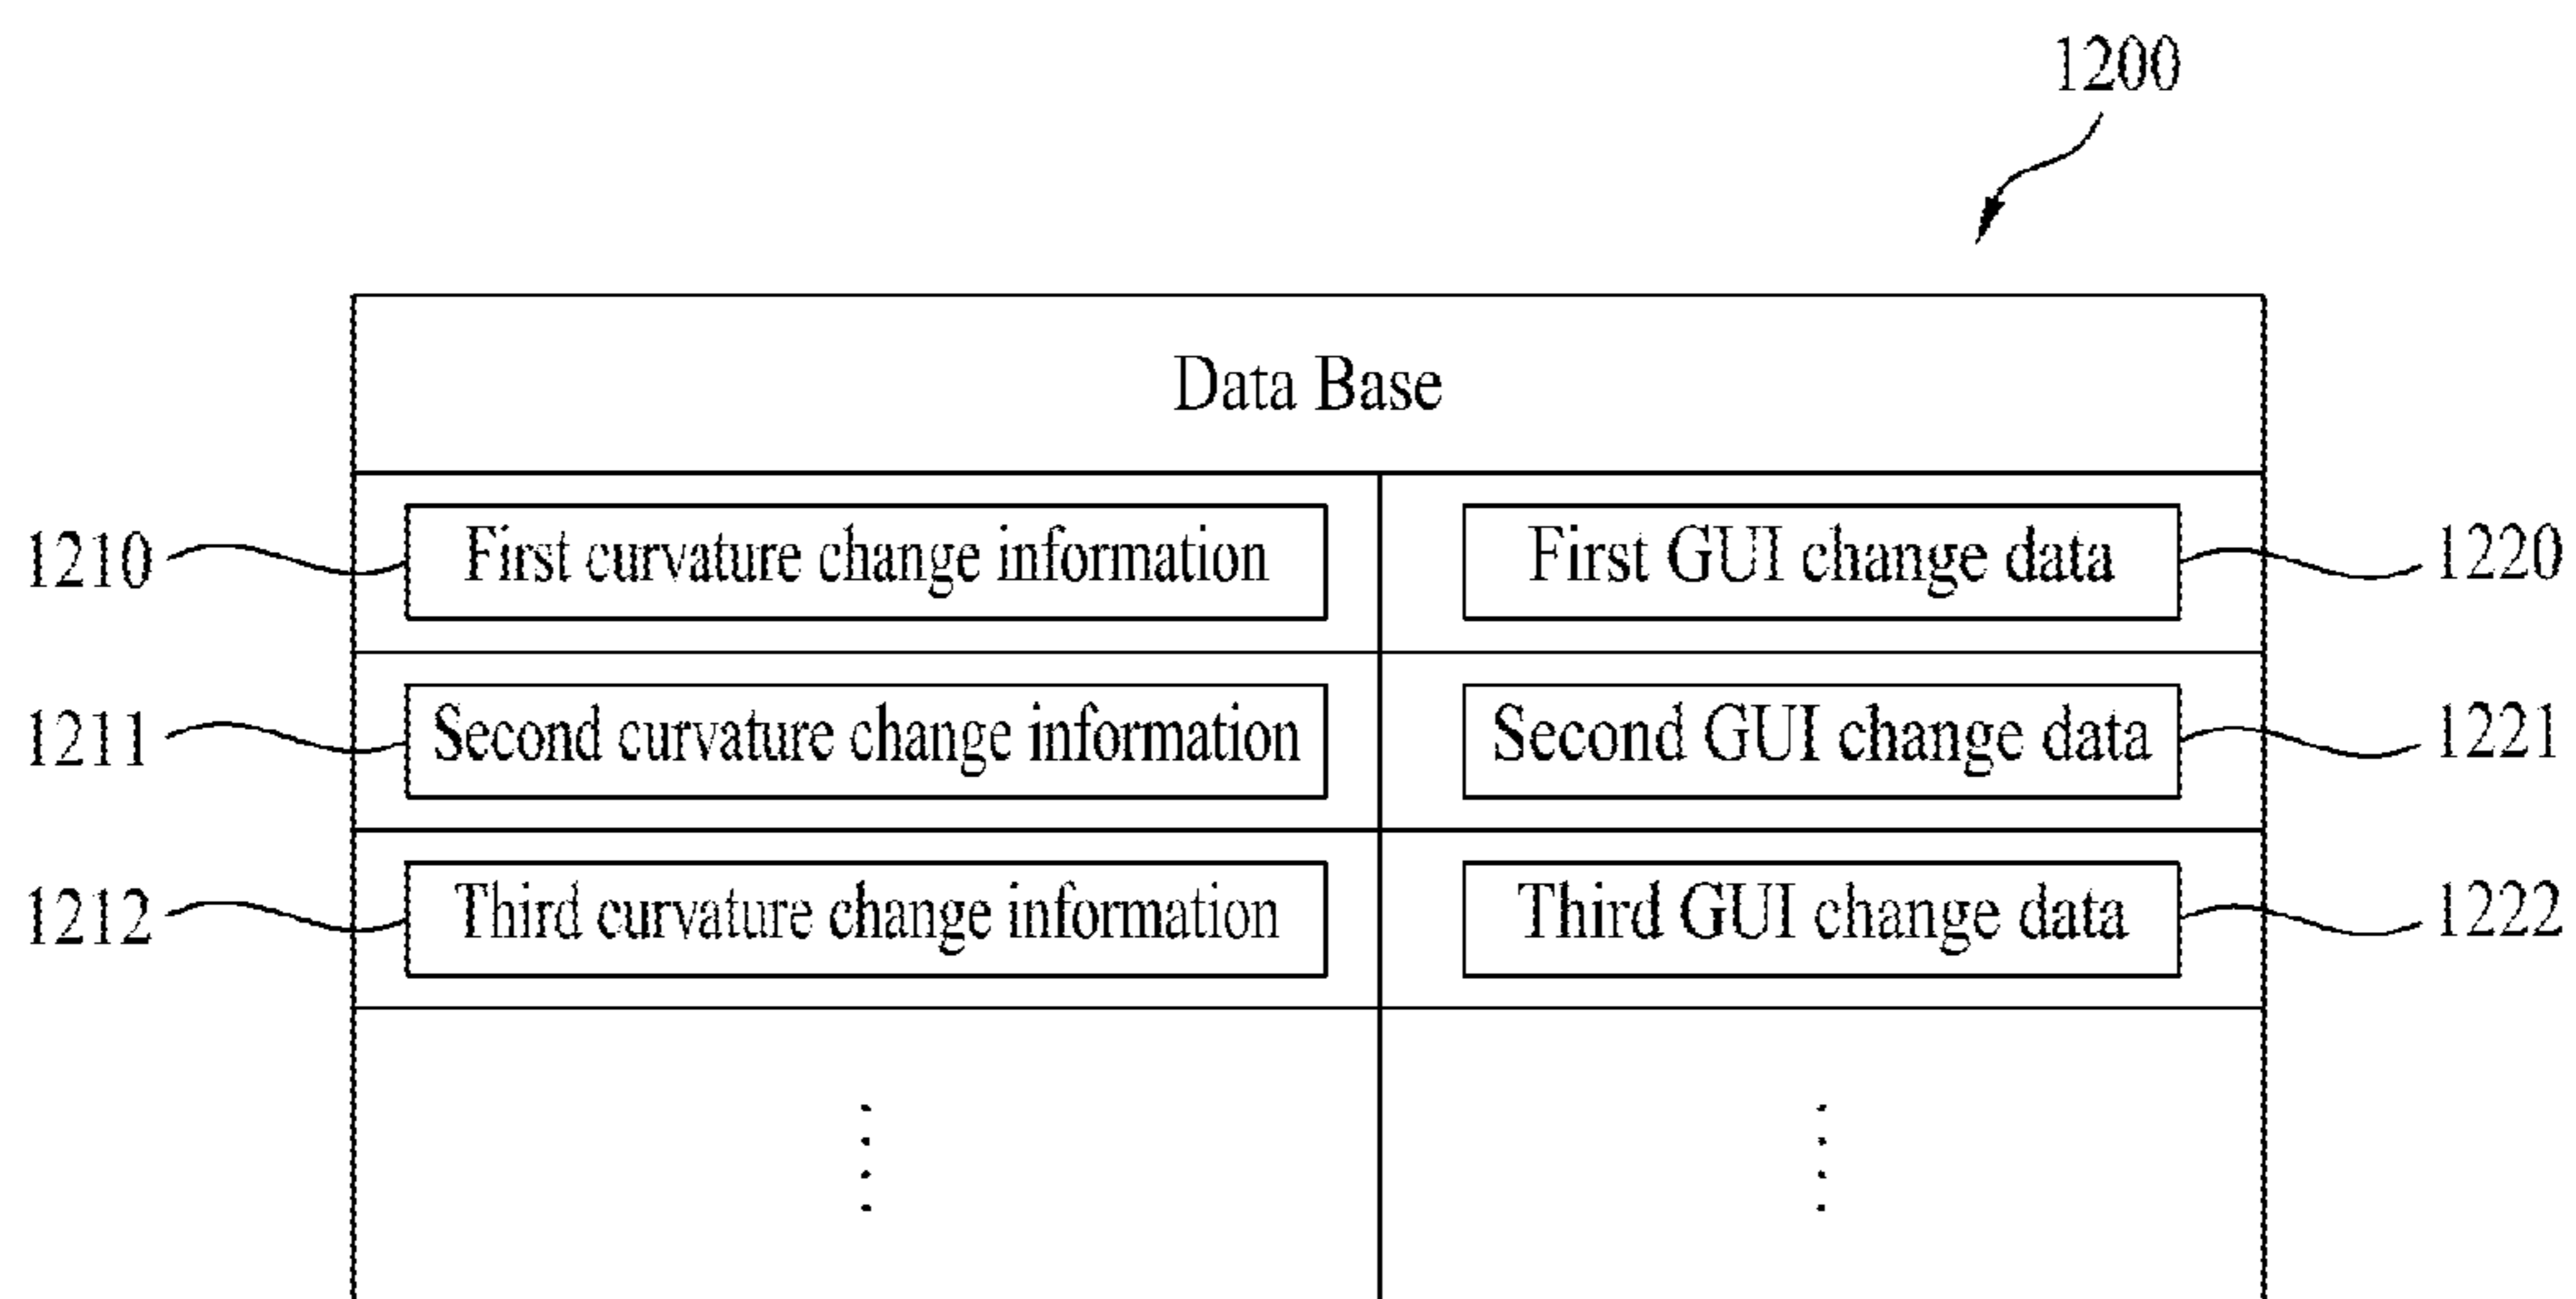 1200
Data Base
1210 First curvature change information First GUI change data 1220
1211 Second curvature change information Second GUI change data 1221
1212 Third curvature change information Third GUI change data 1222